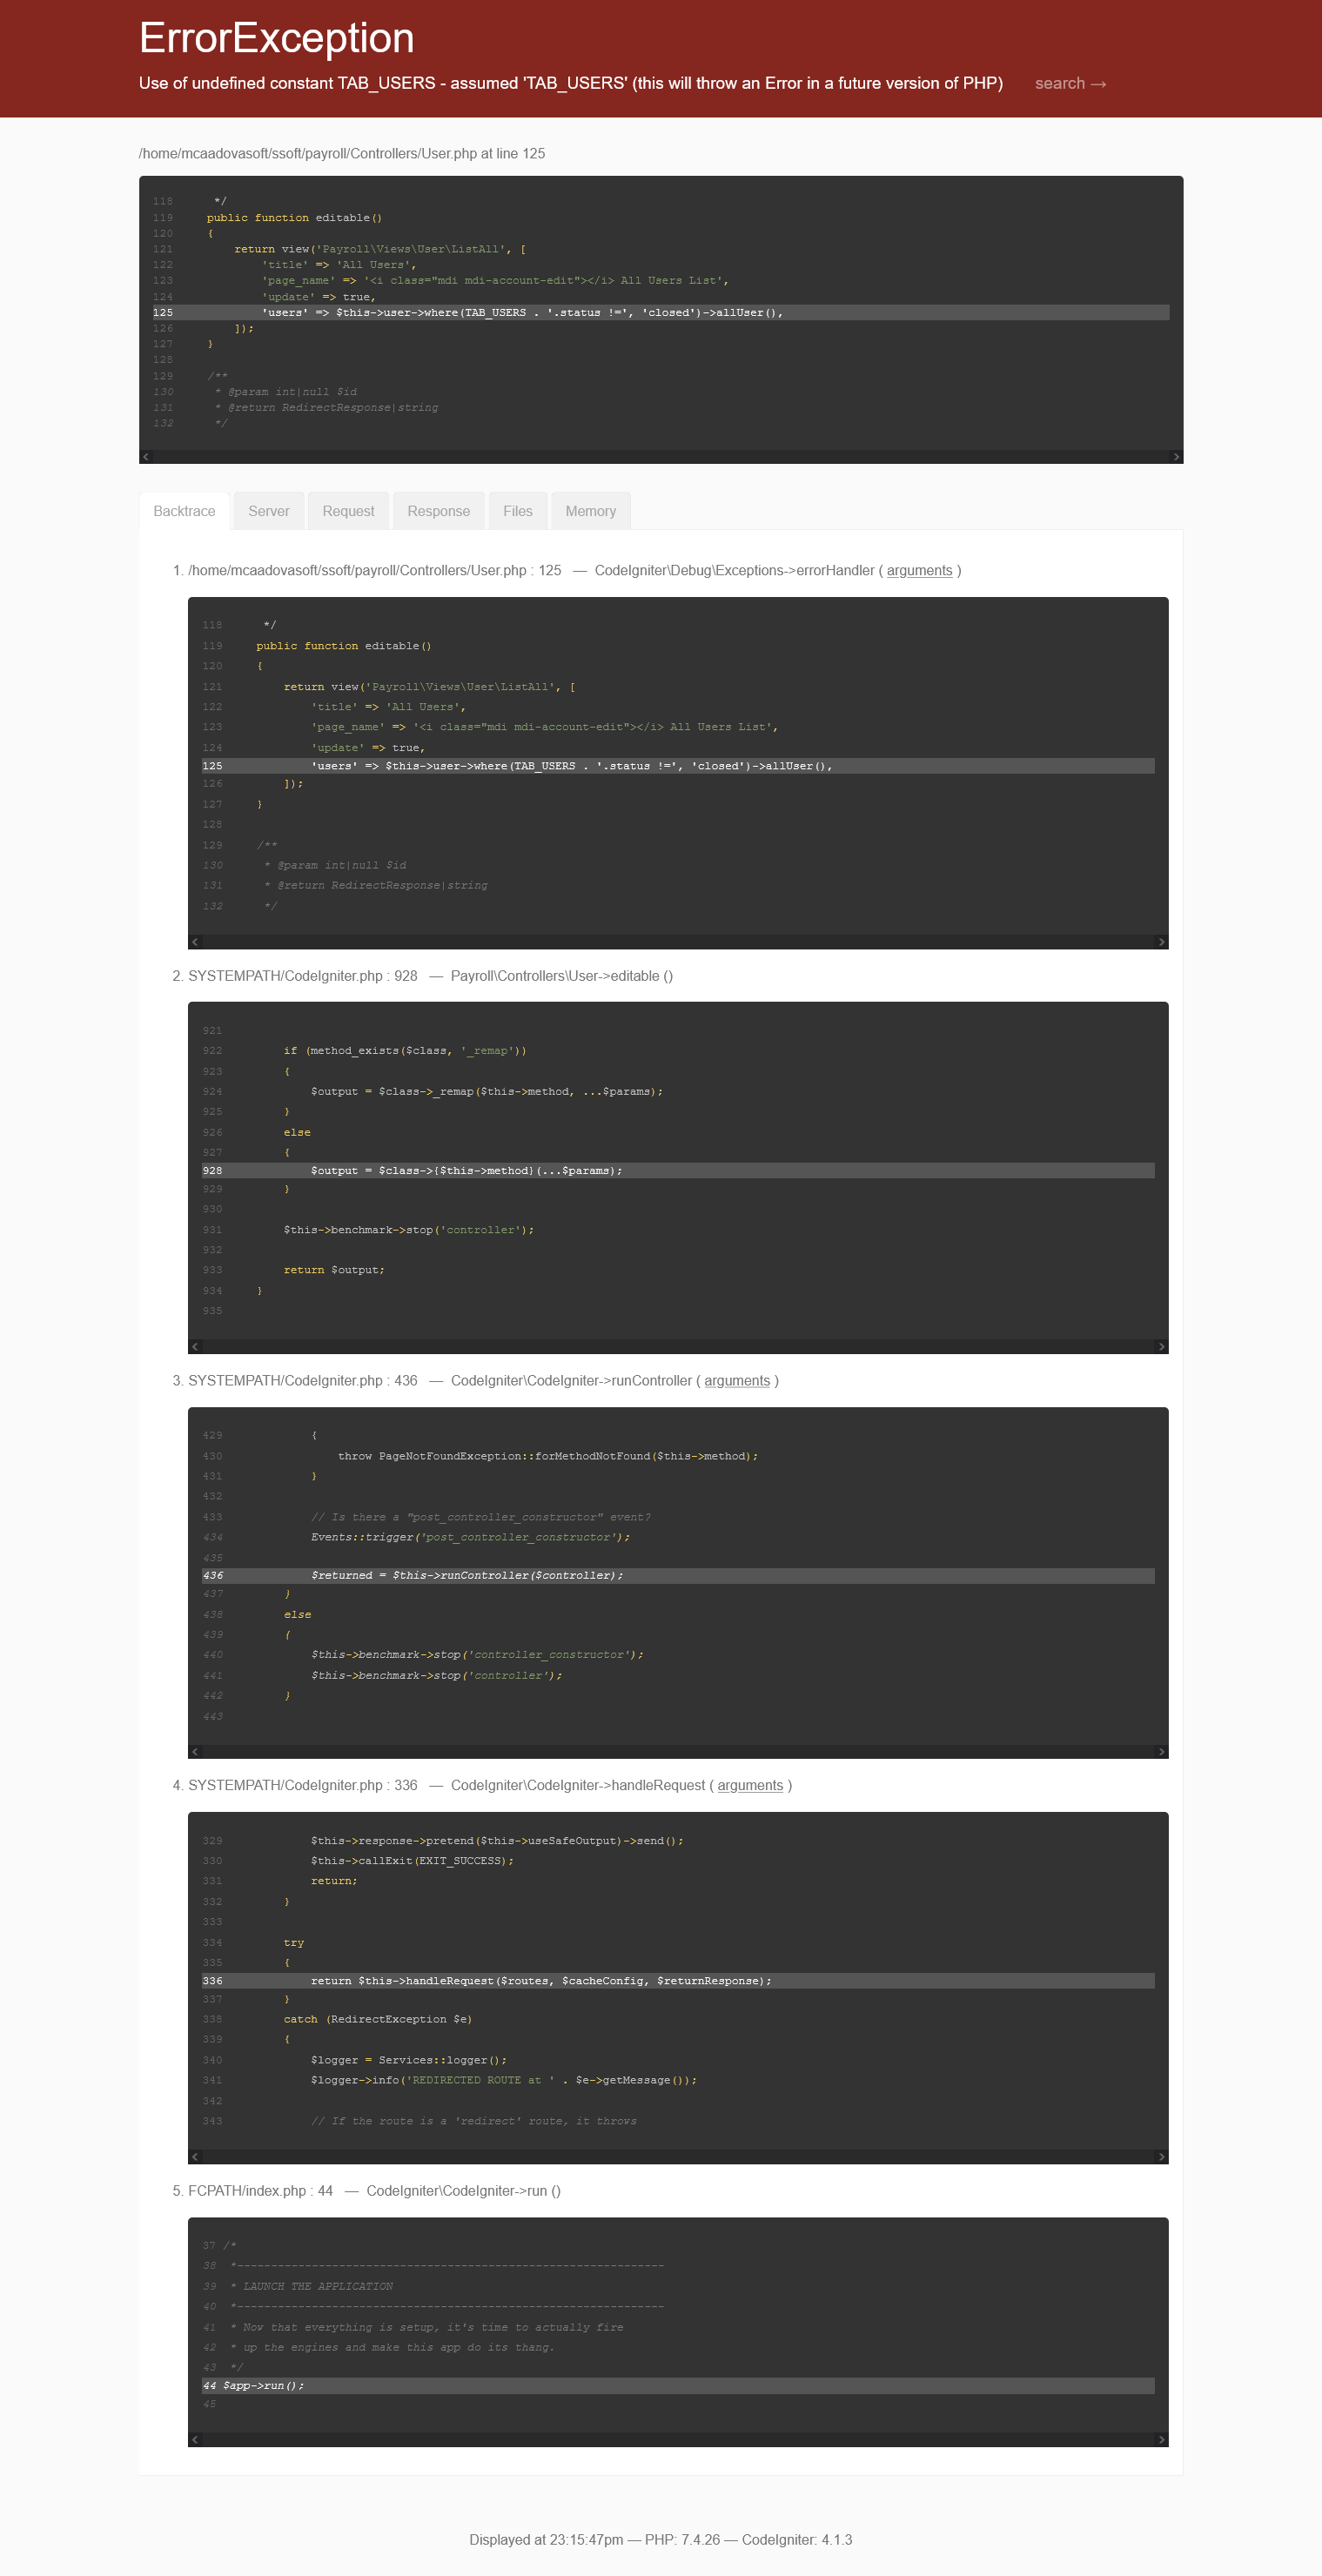 ErrorException
Use of undefined constant TAB_USERS - assumed 'TAB_USERS' (this will throw an Error in a future version of PHP) search →
/home/mcaadovasoft/ssoft/payroll/Controllers/User.php at line 125
118 */
119 public function editable()
120 {
121 return view('Payroll\Views\User\ListAll', [
122 'title' => 'All Users',
123 'page_name' => '<i class="mdi mdi-account-edit"></i> All Users List',
124 'update' => true,
125 'users' => $this->user->where(TAB_USERS . '.status !=', 'closed')->allUser(),
126 ]);
127 }
128
129 /**
130 * @param int|null $id
131 * @return RedirectResponse|string
132 */
Backtrace Server Request Response Files Memory
1. /home/mcaadovasoft/ssoft/payroll/Controllers/User.php : 125 — CodeIgniter\Debug\Exceptions->errorHandler ( arguments )
118 */
119 public function editable()
120 {
121 return view('Payroll\Views\User\ListAll', [
122 'title' => 'All Users',
123 'page_name' => '<i class="mdi mdi-account-edit"></i> All Users List',
124 'update' => true,
125 'users' => $this->user->where(TAB_USERS . '.status !=', 'closed')->allUser(),
126 ]);
127 }
128
129 /**
130 * @param int|null $id
131 * @return RedirectResponse|string
132 */
2. SYSTEMPATH/CodeIgniter.php : 928 — Payroll\Controllers\User->editable ()
921
922 if (method_exists($class, '_remap'))
923 {
924 $output = $class->_remap($this->method, ...$params);
925 }
926 else
927 {
928 $output = $class->{$this->method}(...$params);
929 }
930
931 $this->benchmark->stop('controller');
932
933 return $output;
934 }
935
3. SYSTEMPATH/CodeIgniter.php : 436 — CodeIgniter\CodeIgniter->runController ( arguments )
429 {
430 throw PageNotFoundException::forMethodNotFound($this->method);
431 }
432
433 // Is there a "post_controller_constructor" event?
434 Events::trigger('post_controller_constructor');
435
436 $returned = $this->runController($controller);
437 }
438 else
439 {
440 $this->benchmark->stop('controller_constructor');
441 $this->benchmark->stop('controller');
442 }
443
4. SYSTEMPATH/CodeIgniter.php : 336 — CodeIgniter\CodeIgniter->handleRequest ( arguments )
329 $this->response->pretend($this->useSafeOutput)->send();
330 $this->callExit(EXIT_SUCCESS);
331 return;
332 }
333
334 try
335 {
336 return $this->handleRequest($routes, $cacheConfig, $returnResponse);
337 }
338 catch (RedirectException $e)
339 {
340 $logger = Services::logger();
341 $logger->info('REDIRECTED ROUTE at ' . $e->getMessage());
342
343 // If the route is a 'redirect' route, it throws
5. FCPATH/index.php : 44 — CodeIgniter\CodeIgniter->run ()
37 /*
38 *---------------------------------------------------------------
39 * LAUNCH THE APPLICATION
40 *---------------------------------------------------------------
41 * Now that everything is setup, it's time to actually fire
42 * up the engines and make this app do its thang.
43 */
44 $app->run();
45
Displayed at 23:15:47pm — PHP: 7.4.26 — CodeIgniter: 4.1.3